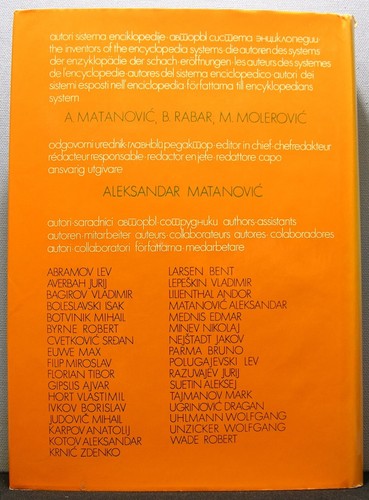 autori sistema enciklopedije · автори система энциклопедии ·
the inventors of the encyclopedia systems · die autoren des systems
der enzyklopädie der schach-eröffnungen · les auteurs des systemes
de l'encyclopedie · autores del sistema enciclopedico · autori dei
sistemi esposti nell'enciclopedia · författarna till encyklopedians
system
A. MATANOVIĆ, B. RABAR, M. MOLEROVIĆ
odgovorni urednik · главный редактор · editor in chief · chefredakteur
rédacteur responsable · redactor en jefe · redattore capo
ansvarig utgivare
ALEKSANDAR MATANOVIĆ
autori · saradnici авторы · сотрудники authors · assistants
autoren · mitarbeiter auteurs · collaborateurs autores · colaboradores
autori · collaboratori författarna · medarbetare
ABRAMOV LEV
AVERBAH JURIJ
BAGIROV VLADIMIR
BOLESLAVSKI ISAK
BOTVINIK MIHAIL
BYRNE ROBERT
CVETKOVIĆ SRĐAN
EUWE MAX
FILIP MIROSLAV
FLORIAN TIBOR
GIPSLIS AJVAR
HORT VLASTIMIL
IVKOV BORISLAV
JUDOVIČ MIHAIL
KARPOV ANATOLIJ
KOTOV ALEKSANDAR
KRNIĆ ZDENKO
LARSEN BENT
LEPEŠKIN VLADIMIR
LILIENTHAL ANDOR
MATANOVIĆ ALEKSANDAR
MEDNIS EDMAR
MINEV NIKOLAJ
NEJŠTADT JAKOV
PARMA BRUNO
POLUGAJEVSKI LEV
RAZUVAJEV JURIJ
SUETIN ALEKSEJ
TAJMANOV MARK
UGRINOVIĆ DRAGAN
UHLMANN WOLFGANG
UNZICKER WOLFGANG
WADE ROBERT